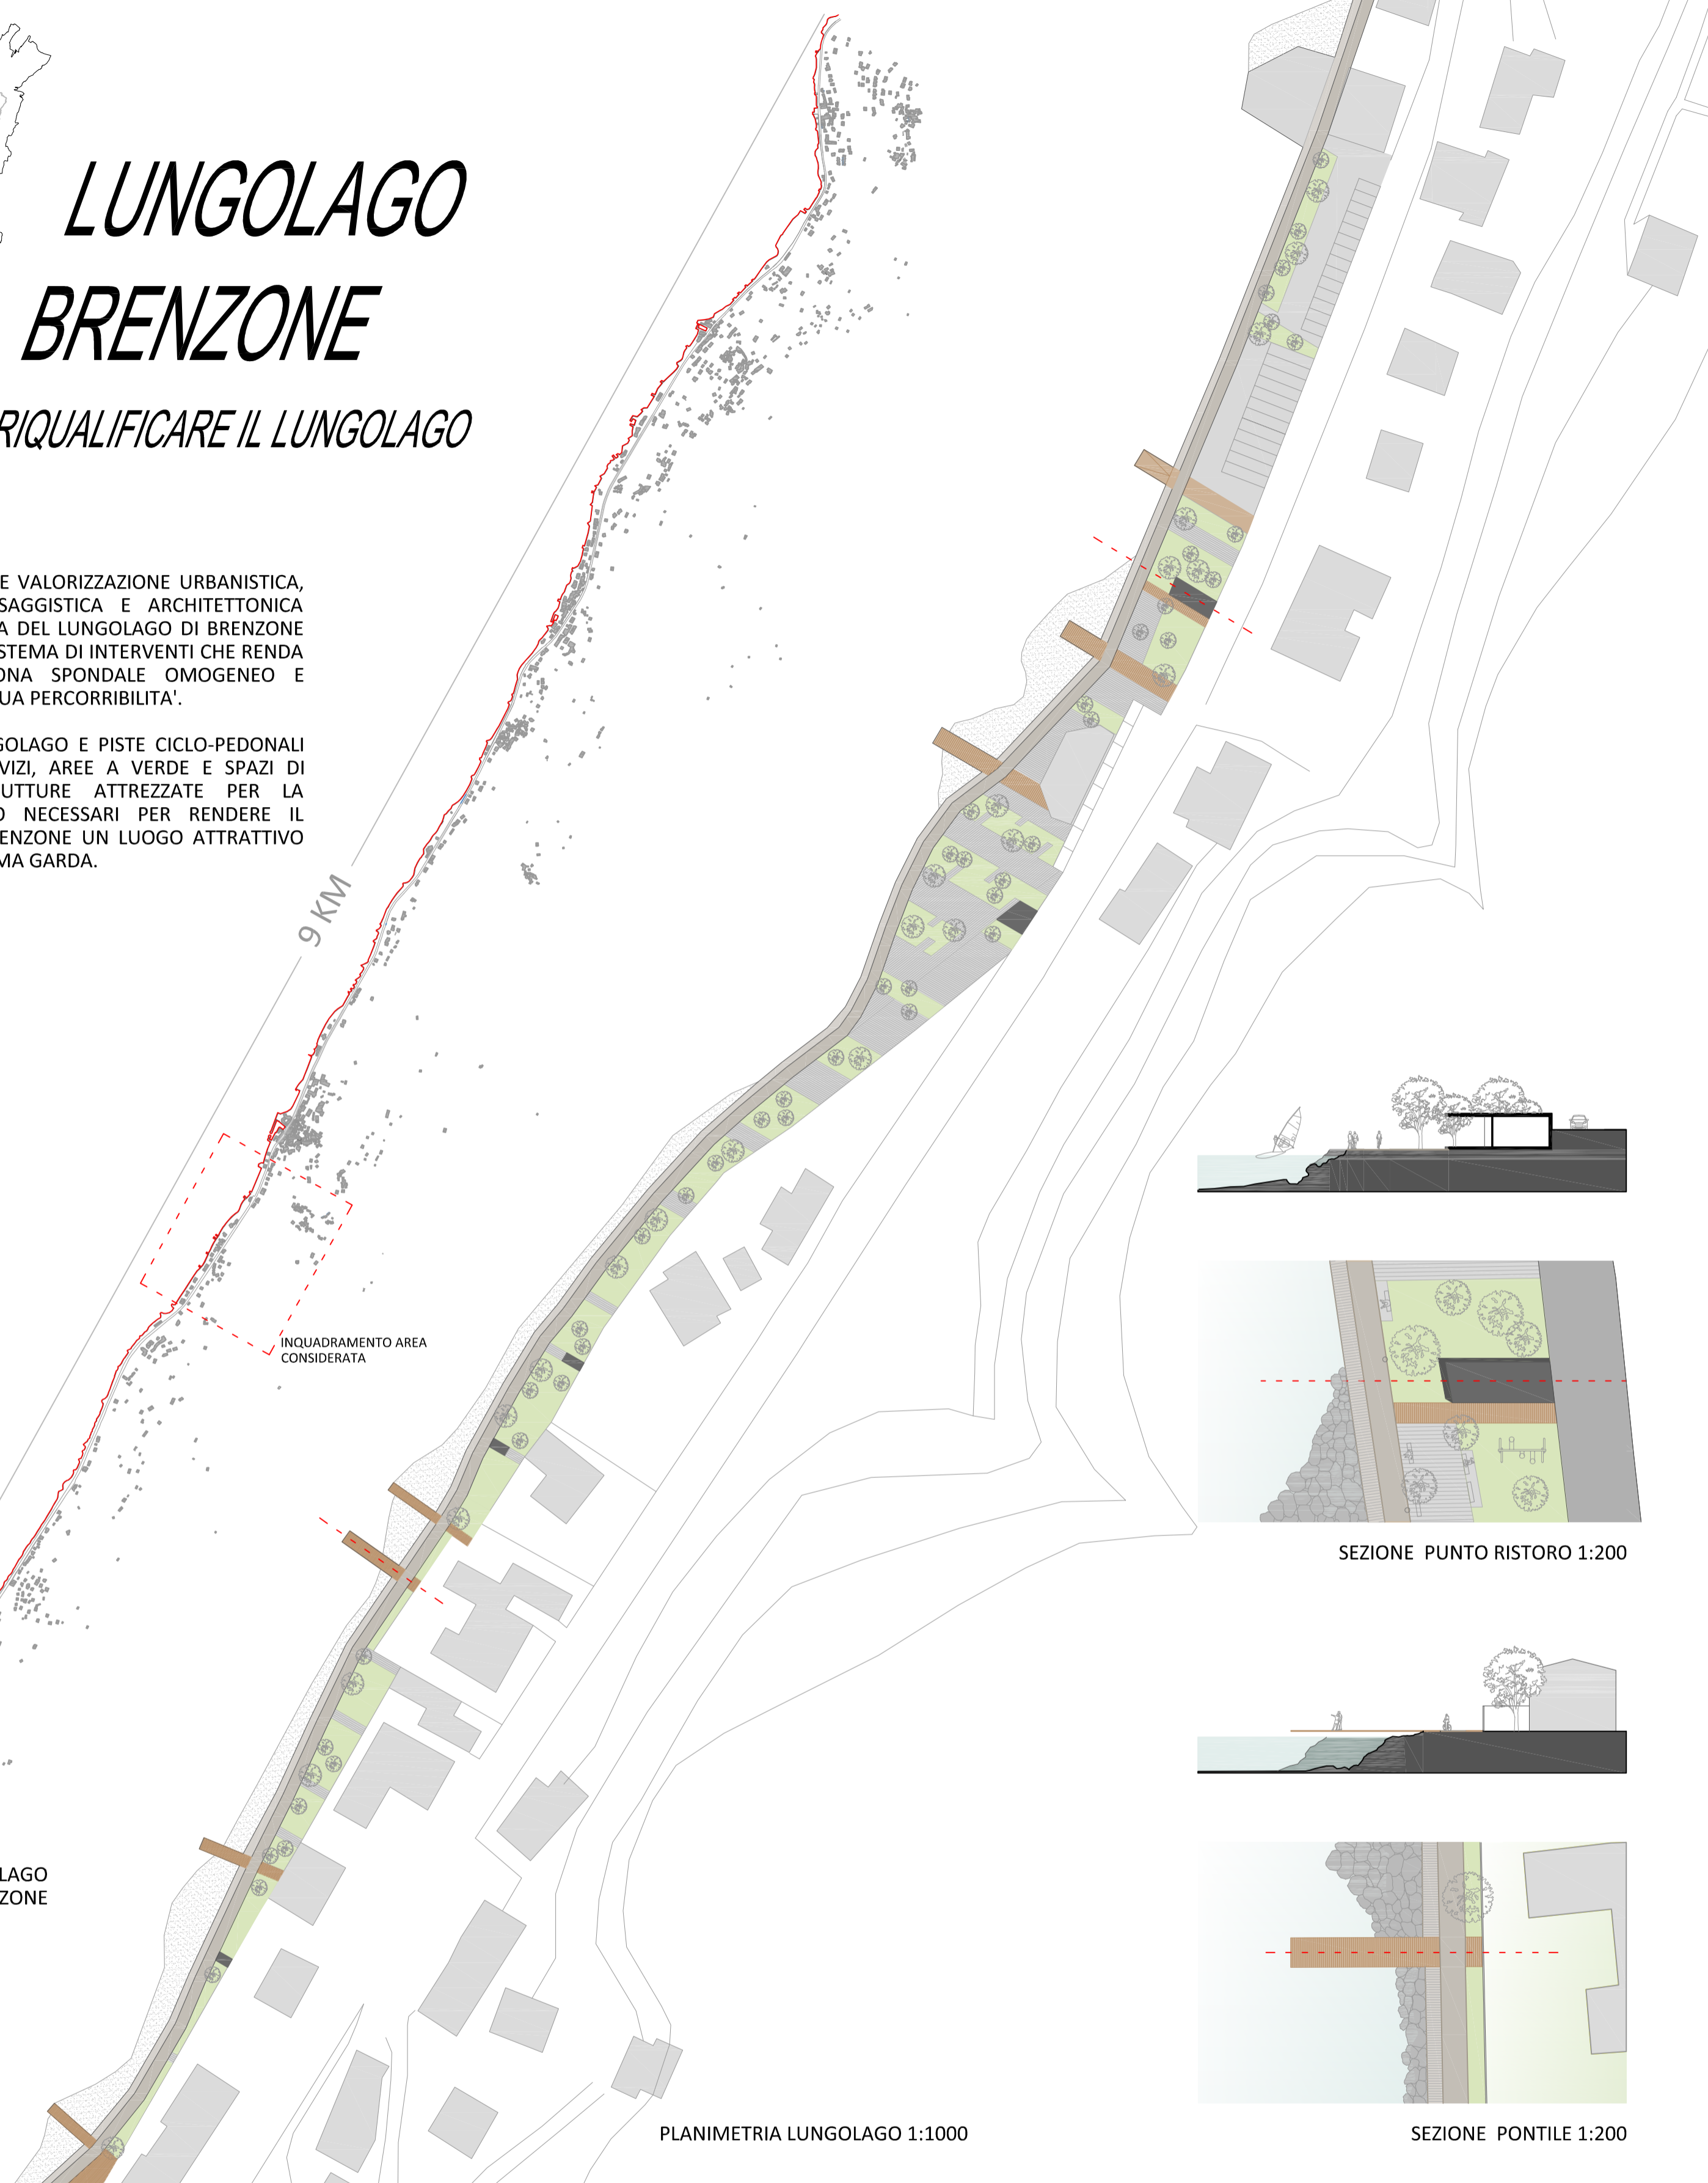 LUNGOLAGO
BRENZONE
RIQUALIFICARE IL LUNGOLAGO
E VALORIZZAZIONE URBANISTICA,
SAGGISTICA E ARCHITETTONICA
A DEL LUNGOLAGO DI BRENZONE
STEMA DI INTERVENTI CHE RENDA
ONA SPONDALE OMOGENEO E
UA PERCORRIBILITA'.
GOLAGO E PISTE CICLO-PEDONALI
VIZI, AREE A VERDE E SPAZI DI
UTTURE ATTREZZATE PER LA
O NECESSARI PER RENDERE IL
ENZONE UN LUOGO ATTRATTIVO
MA GARDA.
9 KM
INQUADRAMENTO AREA
CONSIDERATA
SEZIONE PUNTO RISTORO 1:200
LAGO
ZONE
PLANIMETRIA LUNGOLAGO 1:1000
SEZIONE PONTILE 1:200